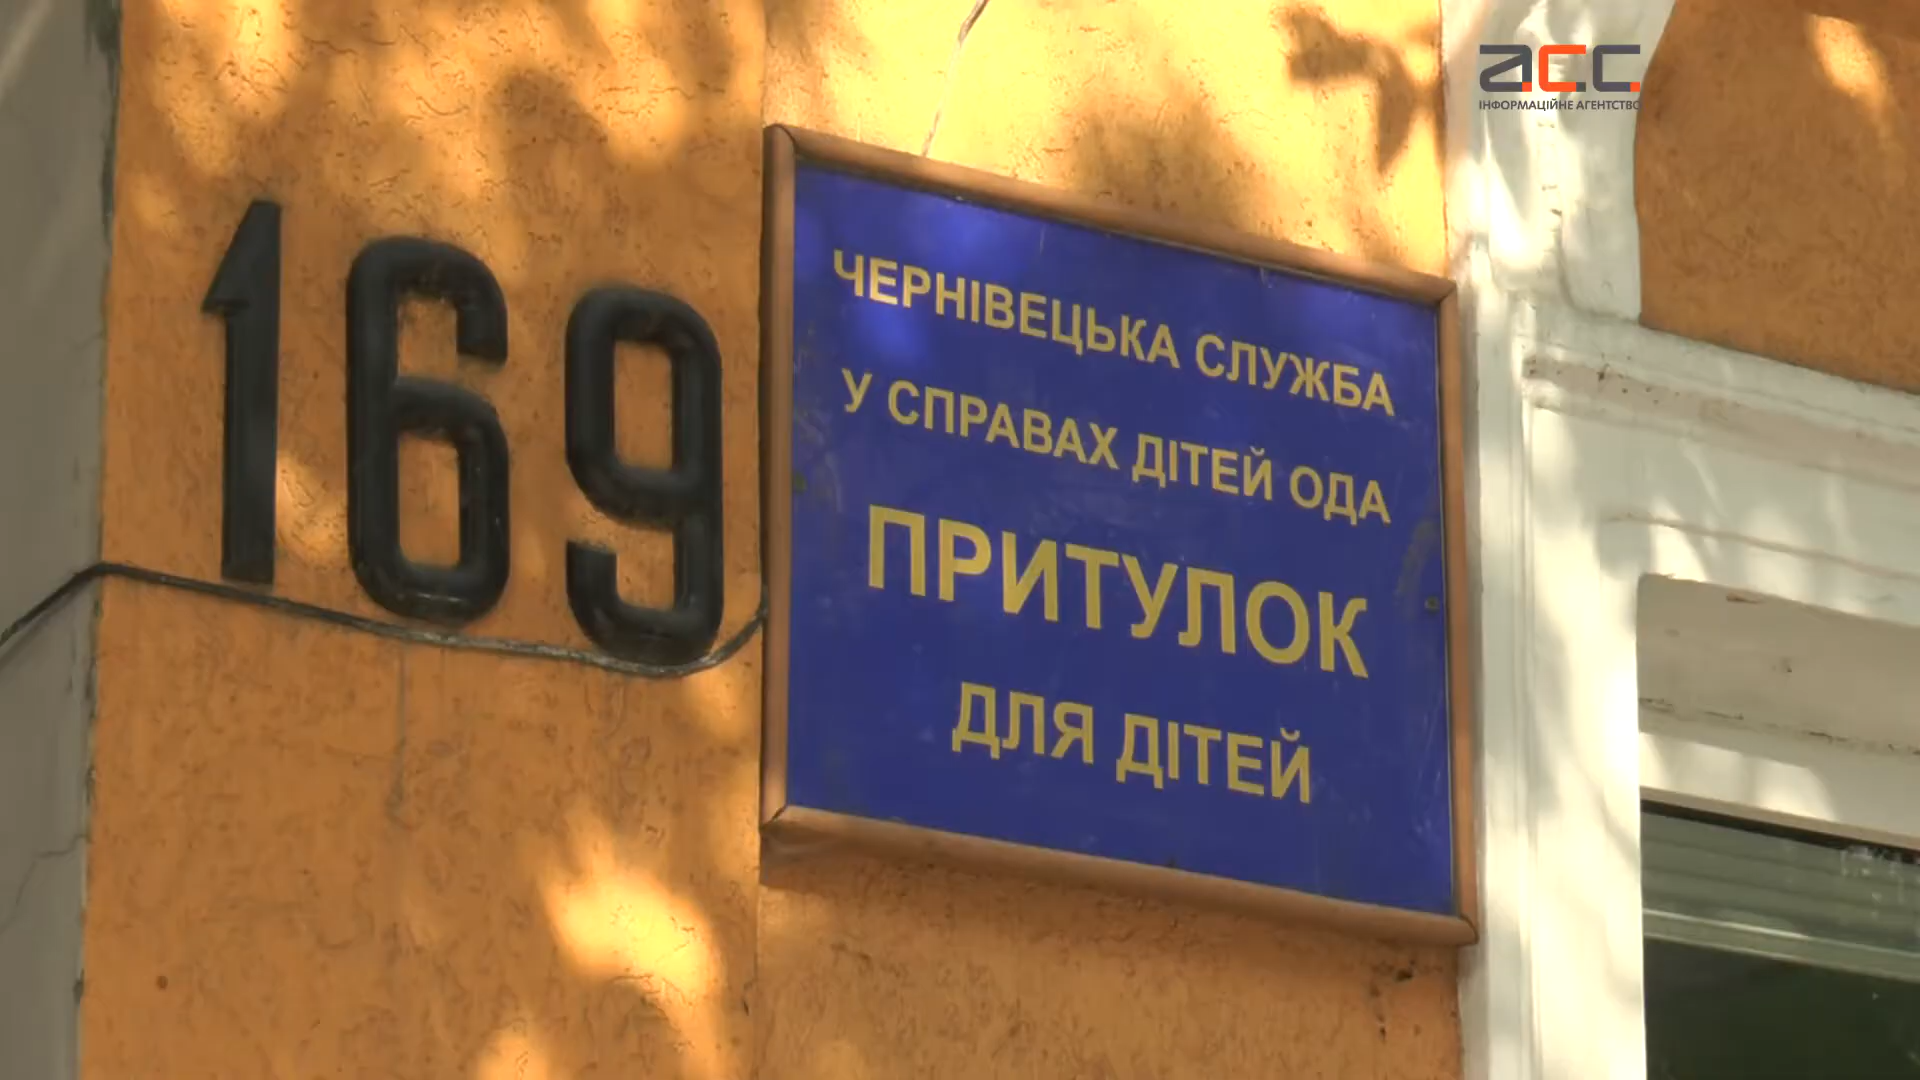 асс
ІНФОРМАЦІЙНЕ АГЕНТСТВО
169
ЧЕРНІВЕЦЬКА СЛУЖБА
У СПРАВАХ ДІТЕЙ ОДА
ПРИТУЛОК
ДЛЯ ДІТЕЙ